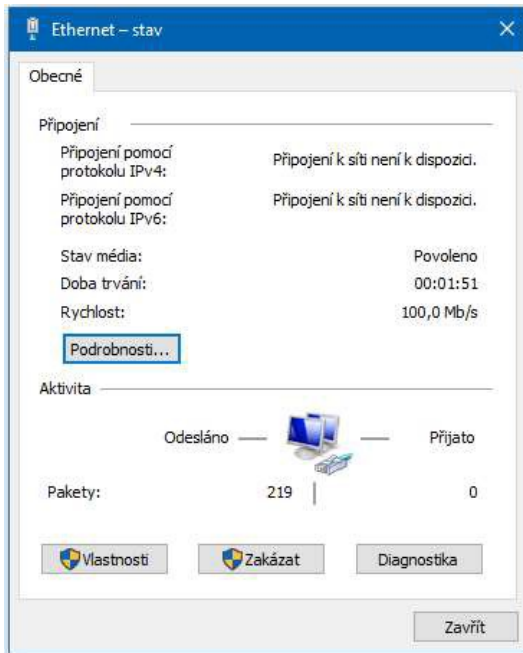 Ethernet – stav
Obecné
Připojení
Připojení pomocí
protokolu IPv4:
Připojení k síti není k dispozici.
Připojení pomocí
protokolu IPv6:
Připojení k síti není k dispozici.
Stav média: Povoleno
Doba trvání: 00:01:51
Rychlost: 100,0 Mb/s
Podrobnosti...
Aktivita
Odesláno — — Přijato
Pakety: 219 0
Vlastnosti Zakázat Diagnostika
Zavřít